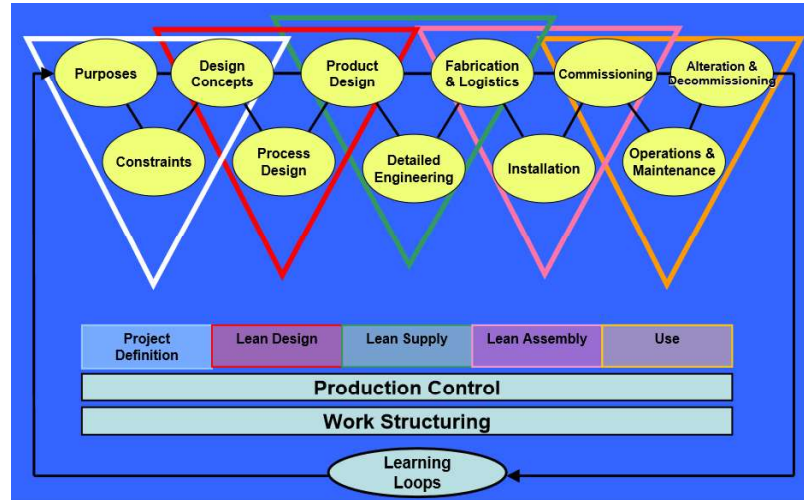 Purposes
Design
Concepts
Product
Design
Fabrication
& Logistics
Commissioning
Alteration &
Decommissioning
Constraints
Process
Design
Detailed
Engineering
Installation
Operations &
Maintenance
Project
Definition
Lean Design
Lean Supply
Lean Assembly
Use
Production Control
Work Structuring
Learning
Loops